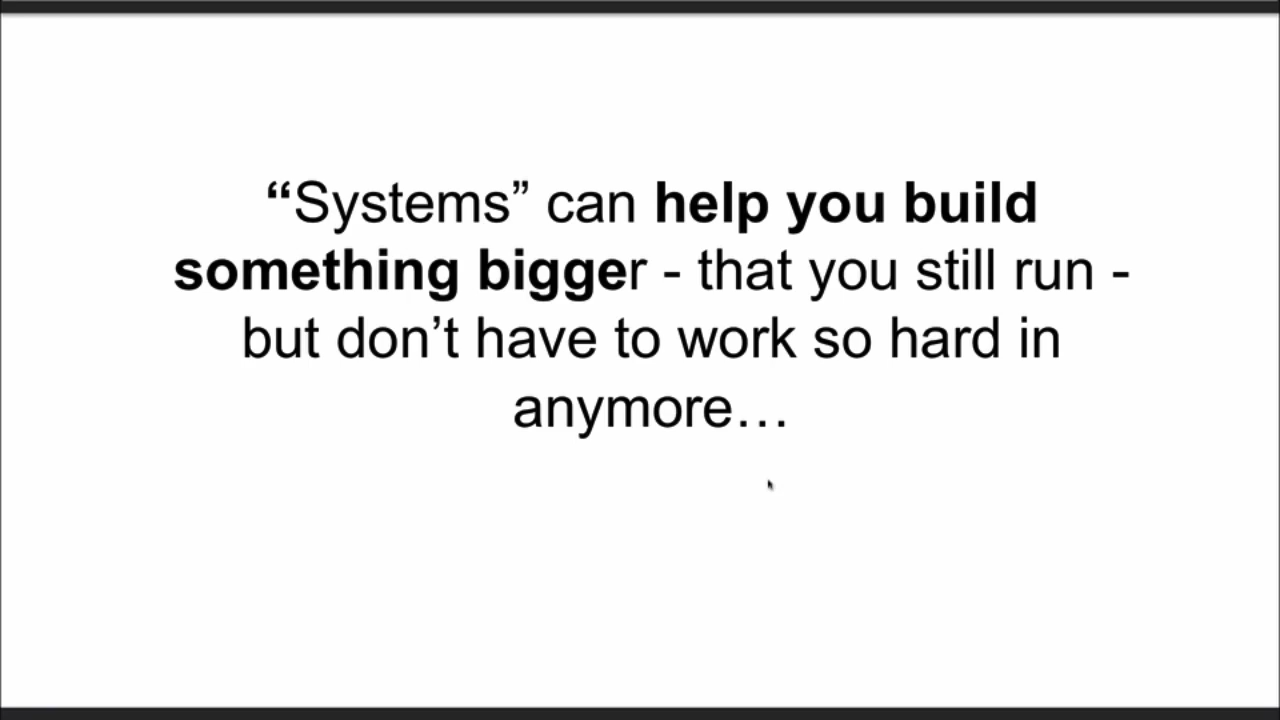 “Systems” can help you build
something bigger - that you still run -
but don’t have to work so hard in
anymore…